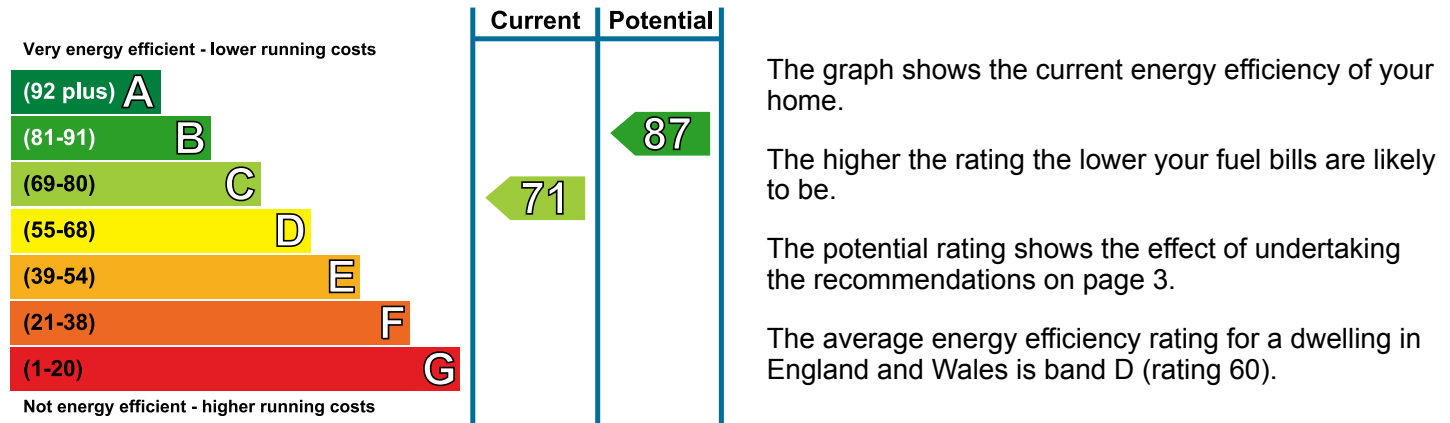 Current Potential
Very energy efficient - lower running costs
(92 plus) A
(81-91) B
87
(69-80) C
71
(55-68) D
(39-54) E
(21-38) F
(1-20) G
Not energy efficient - higher running costs
The graph shows the current energy efficiency of your
home.
The higher the rating the lower your fuel bills are likely
to be.
The potential rating shows the effect of undertaking
the recommendations on page 3.
The average energy efficiency rating for a dwelling in
England and Wales is band D (rating 60).